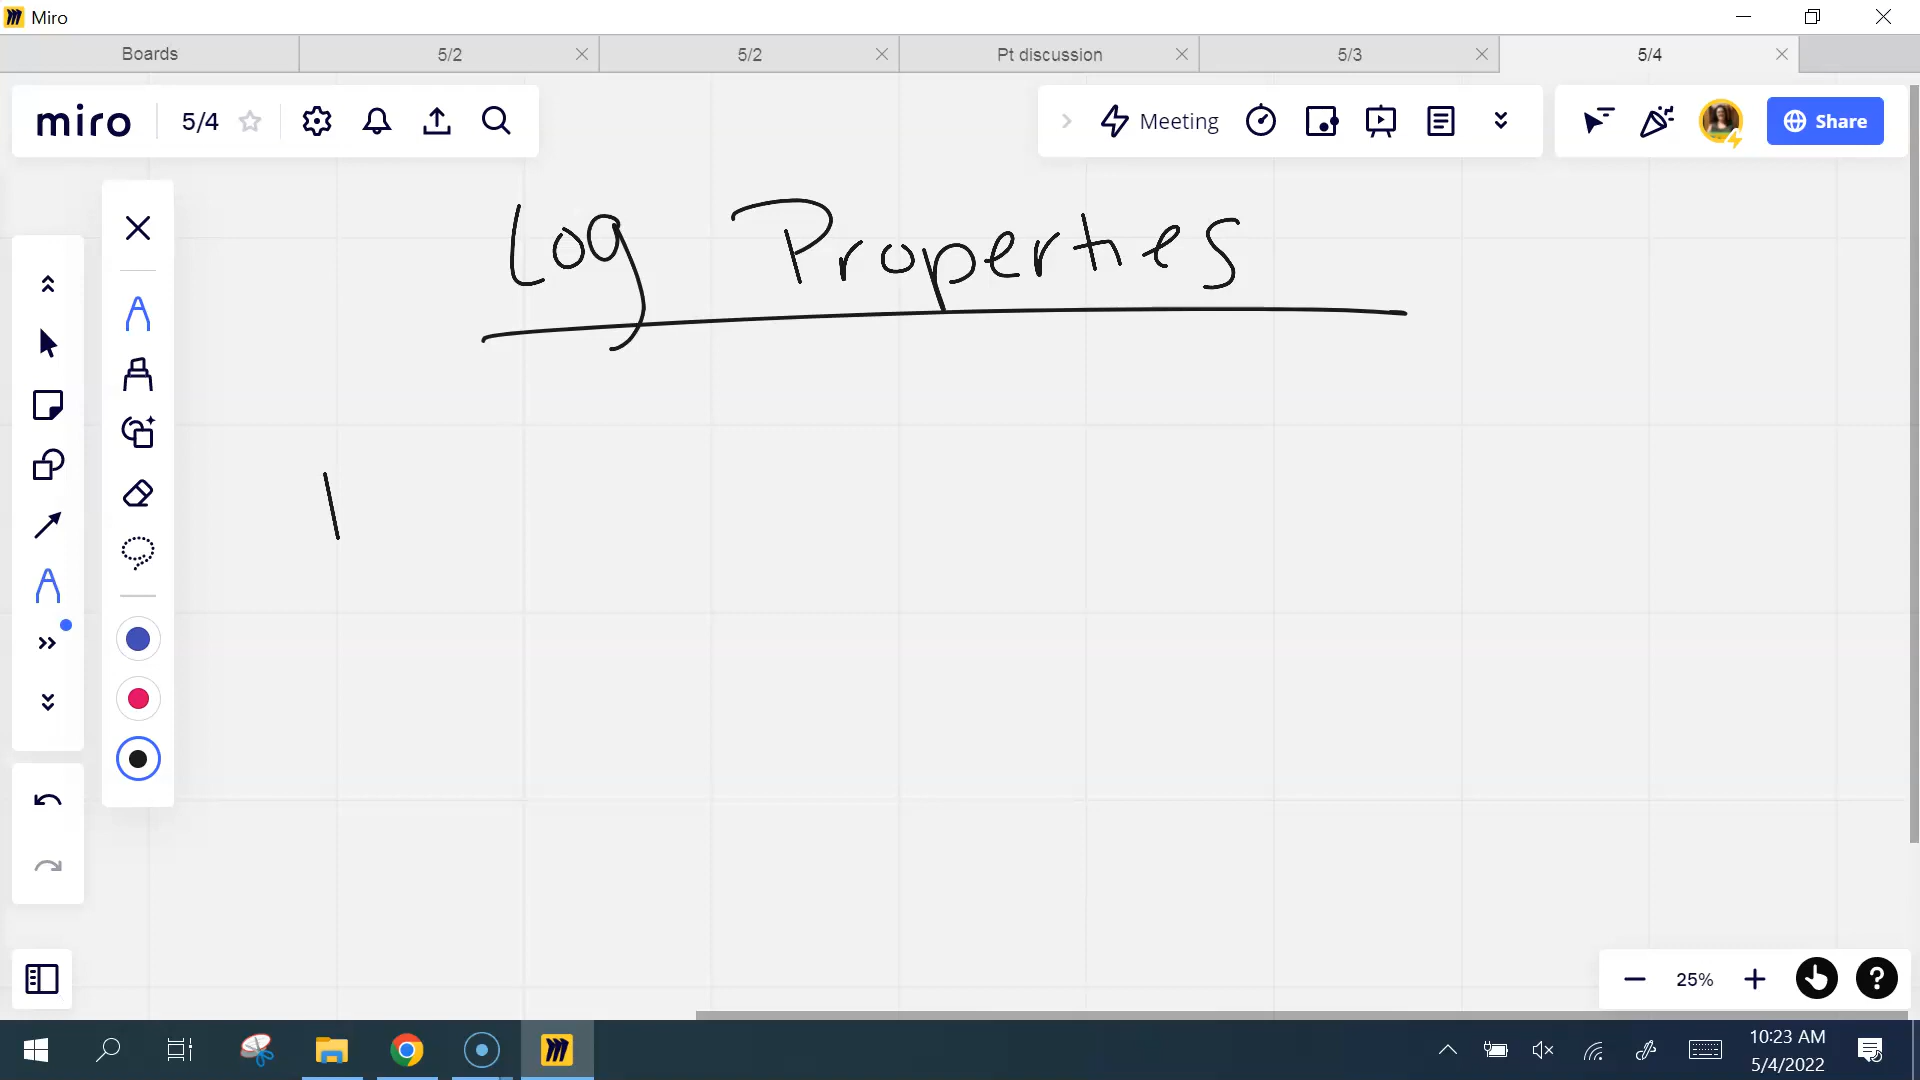 Miro
Boards 5/2 5/2 Pt discussion 5/3 5/4
miro 5/4 Meeting Share
Log Properties
25%
10:23 AM
5/4/2022